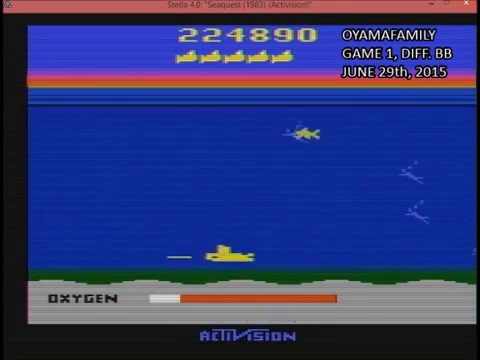 Stella 4.0: "Seaquest (1983) (Activision)"
224890
OYAMAFAMILY
GAME 1, DIFF. BB
JUNE 29th, 2015
OXYGEN
ACTIVISION